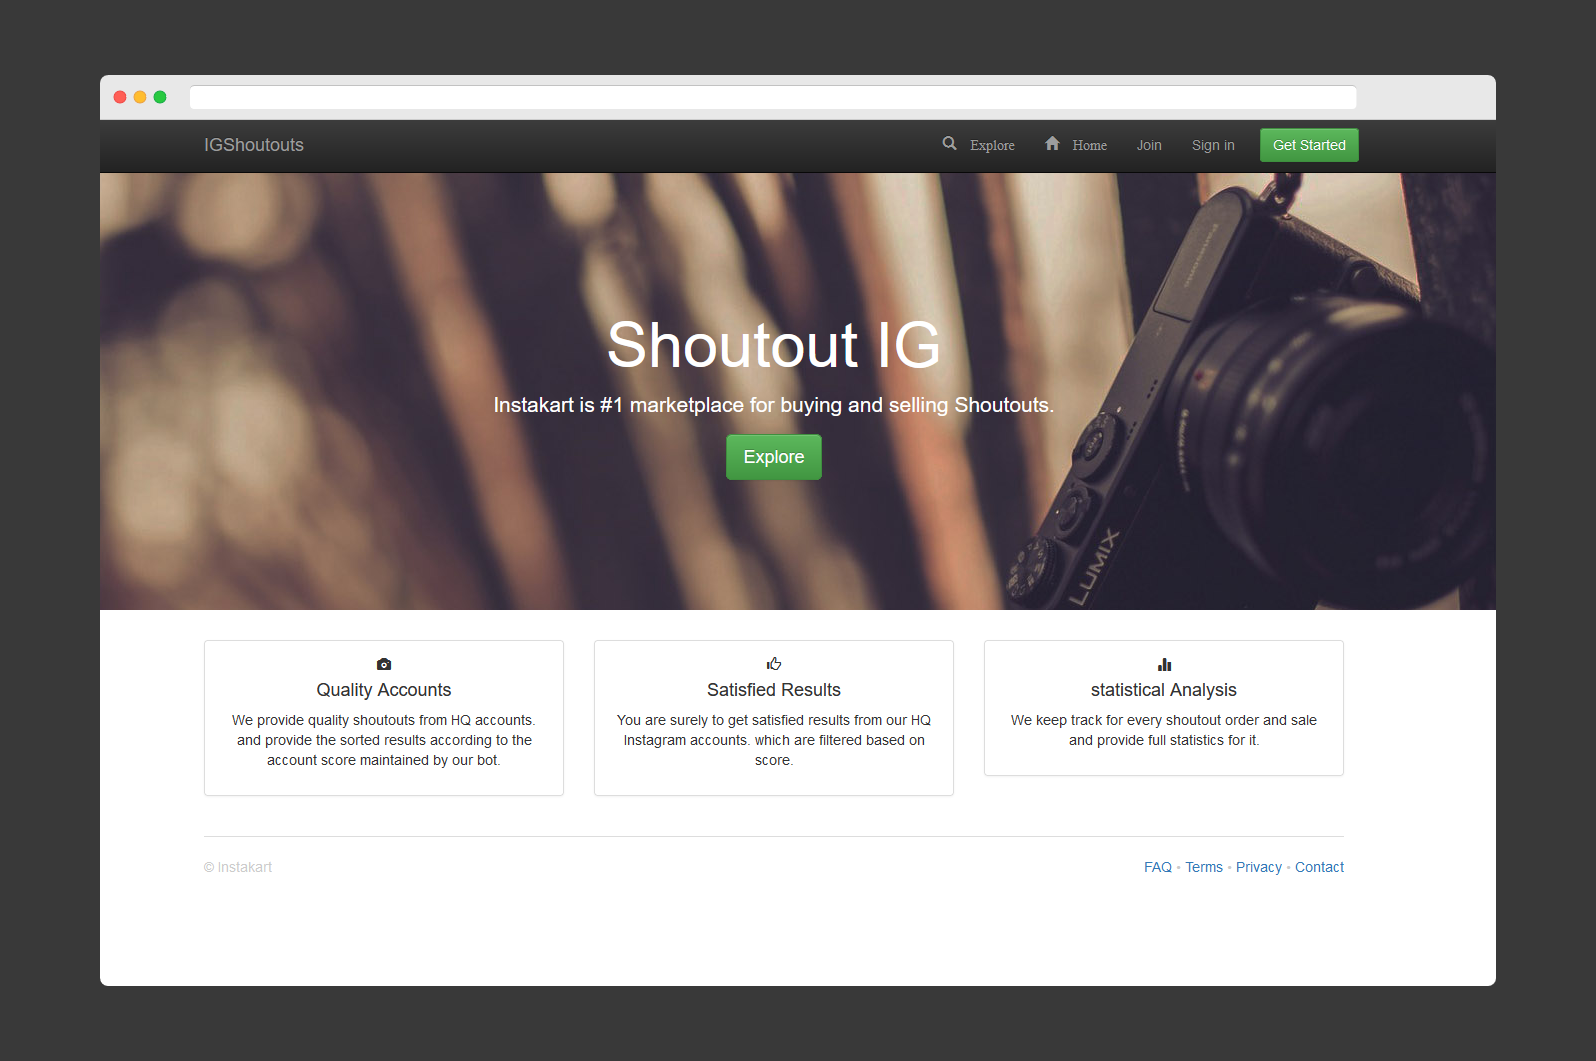 IGShoutouts
Explore
Home
Join
Sign in
Get Started
Panasonic
Shoutout IG
Instakart is #1 marketplace for buying and selling Shoutouts.
Explore
LUMIX
Quality Accounts
We provide quality shoutouts from HQ accounts.
and provide the sorted results according to the
account score maintained by our bot.
Satisfied Results
You are surely to get satisfied results from our HQ
Instagram accounts. which are filtered based on
score.
statistical Analysis
We keep track for every shoutout order and sale
and provide full statistics for it.
© Instakart
FAQ • Terms • Privacy • Contact